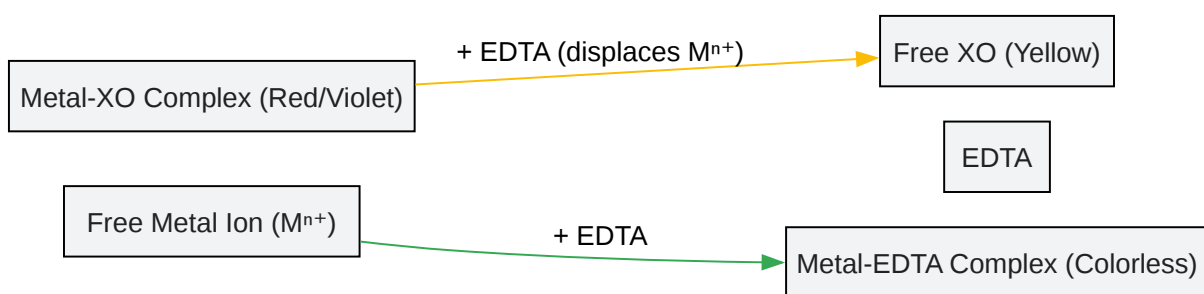 + EDTA (displaces Mⁿ⁺)
Free XO (Yellow)
Metal-XO Complex (Red/Violet)
EDTA
Free Metal Ion (Mⁿ⁺)
+ EDTA
Metal-EDTA Complex (Colorless)